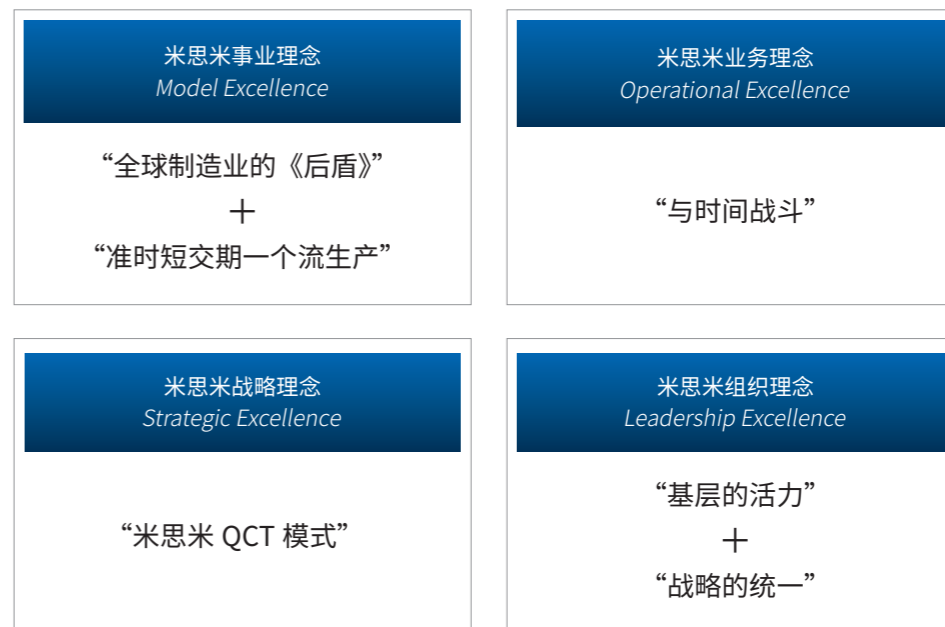 米思米事业理念
Model Excellence
“全球制造业的《后盾》”
+
“准时短交期一个流生产”
米思米业务理念
Operational Excellence
“与时间战斗”
米思米战略理念
Strategic Excellence
“米思米 QCT 模式”
米思米组织理念
Leadership Excellence
“基层的活力”
+
“战略的统一”